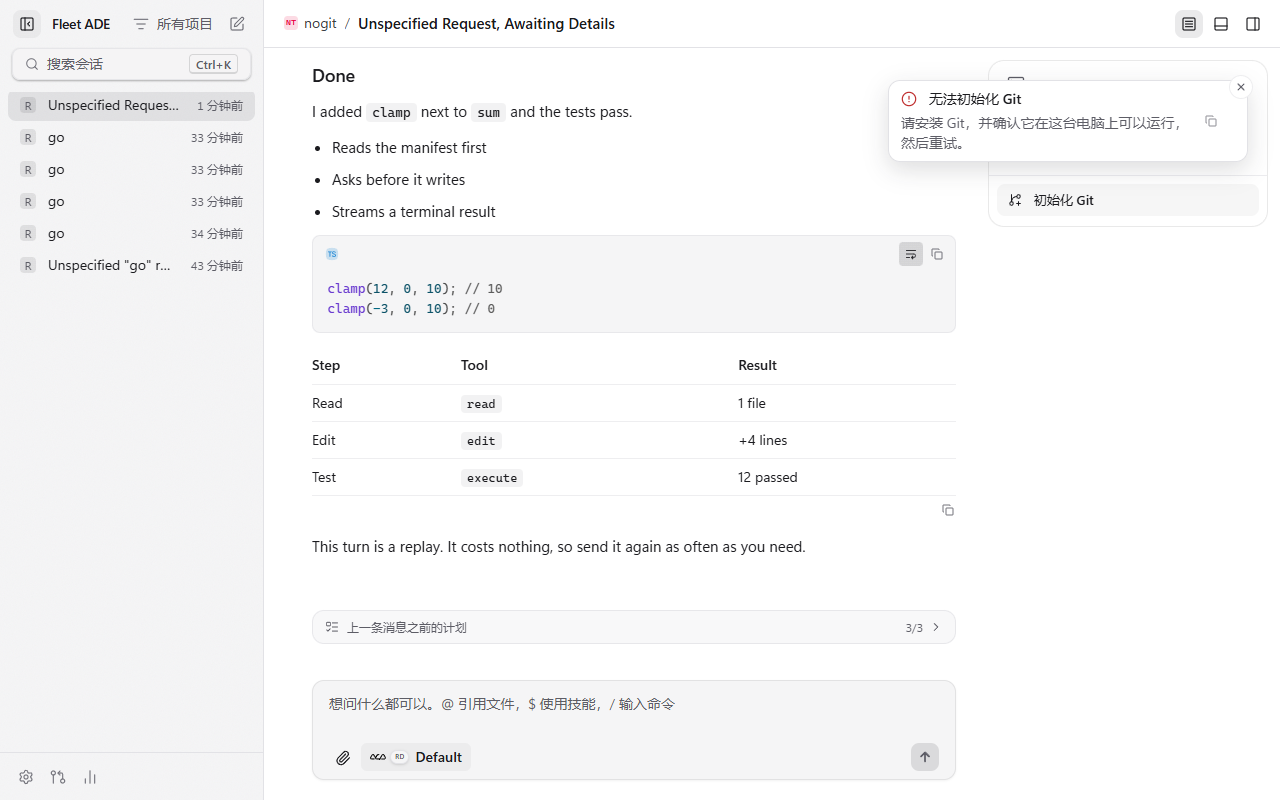 Fleet ADE
所有项目
搜索会话
Ctrl+K
R Unspecified Reques... 1 分钟前
R go 33 分钟前
R go 33 分钟前
R go 33 分钟前
R go 34 分钟前
R Unspecified "go" r... 43 分钟前
NT nogit / Unspecified Request, Awaiting Details
Done
I added clamp next to sum and the tests pass.
Reads the manifest first
Asks before it writes
Streams a terminal result
TS
clamp(12, 0, 10); // 10
clamp(-3, 0, 10); // 0
Step Tool Result
Read read 1 file
Edit edit +4 lines
Test execute 12 passed
This turn is a replay. It costs nothing, so send it again as often as you need.
上一条消息之前的计划 3/3
想问什么都可以。@ 引用文件，$ 使用技能，/ 输入命令
RD Default
无法初始化 Git
请安装 Git，并确认它在这台电脑上可以运行，
然后重试。
初始化 Git